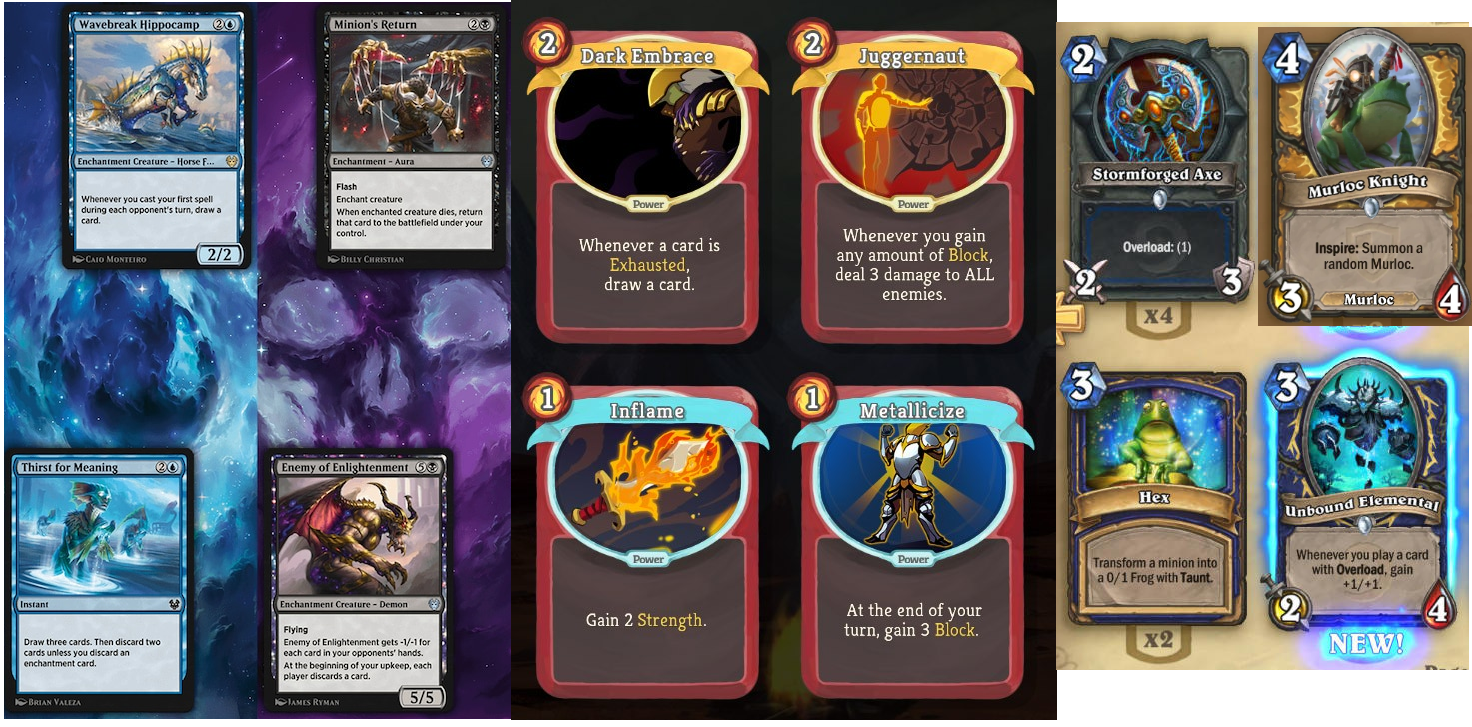 Wavebreak Hippocamp 2
Enchantment Creature – Horse F...
Whenever you cast your first spell
during each opponent's turn, draw a
card.
2/2
CAIO MONTEIRO
Minion's Return 2
Enchantment – Aura
Flash
Enchant creature
When enchanted creature dies, return
that card to the battlefield under your
control.
BILLY CHRISTIAN
Thirst for Meaning 2
Instant
Draw three cards. Then discard two
cards unless you discard an
enchantment card.
BRIAN VALEZA
Enemy of Enlightenment 5
Enchantment Creature – Demon
Flying
Enemy of Enlightenment gets -1/-1 for
each card in your opponents' hands.
At the beginning of your upkeep, each
player discards a card.
5/5
JAMES RYMAN
2
Dark Embrace
Power
Whenever a card is
Exhausted,
draw a card.
2
Juggernaut
Power
Whenever you gain
any amount of Block,
deal 3 damage to ALL
enemies.
1
Inflame
Power
Gain 2 Strength.
1
Metallicize
Power
At the end of your
turn, gain 3 Block.
2
Stormforged Axe
Overload: (1)
2 3
x4
4
Murloc Knight
Inspire: Summon a
random Murloc.
3 Murloc 4
3
Hex
Transform a minion into
a 0/1 Frog with Taunt.
x2
3
Unbound Elemental
Whenever you play a card
with Overload, gain
+1/+1.
2 4
NEW!